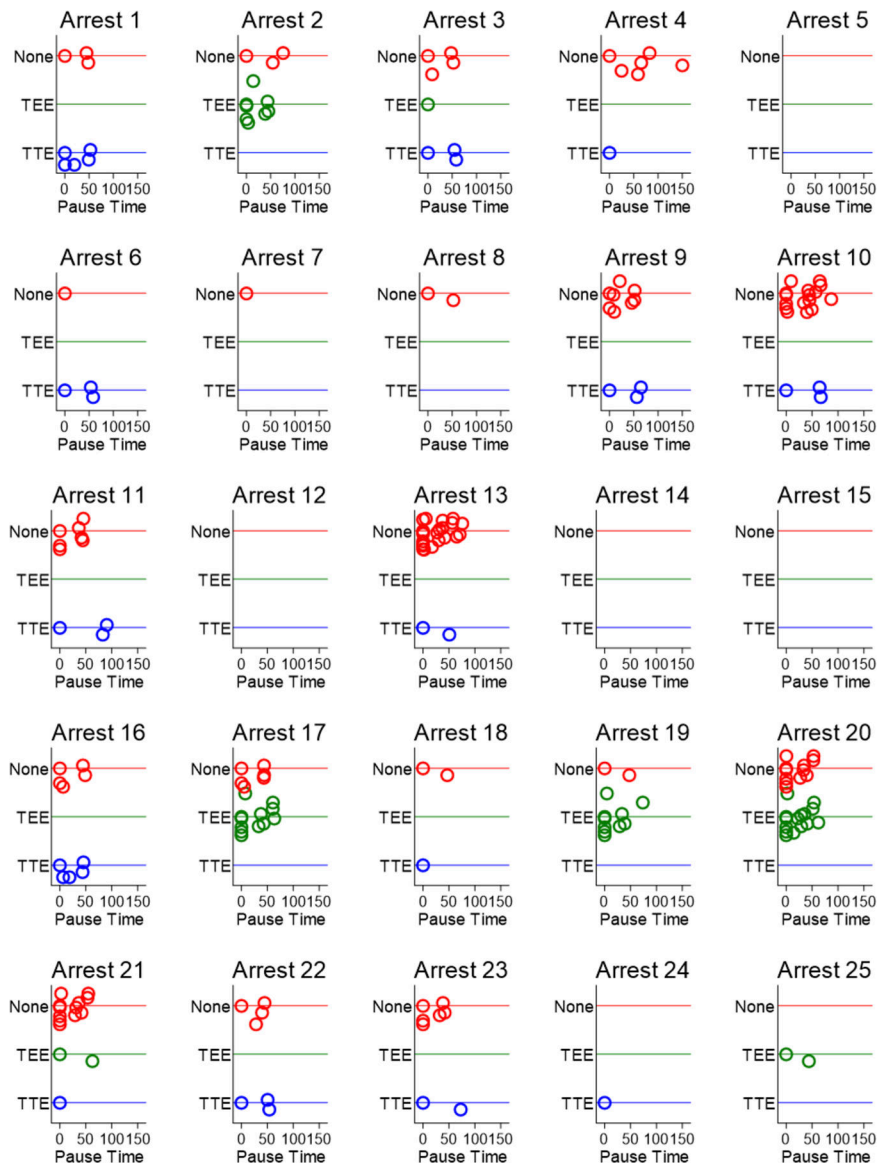 Arrest 1 Arrest 2 Arrest 3 Arrest 4 Arrest 5
None None None None None
TEE TEE TEE TEE TEE
TTE TTE TTE TTE TTE
0 50 100150 0 50 100150 0 50 100150 0 50 100150 0 50 100150
Pause Time Pause Time Pause Time Pause Time Pause Time
Arrest 6 Arrest 7 Arrest 8 Arrest 9 Arrest 10
None None None None None
TEE TEE TEE TEE TEE
TTE TTE TTE TTE TTE
0 50 100150 0 50 100150 0 50 100150 0 50 100150 0 50 100150
Pause Time Pause Time Pause Time Pause Time Pause Time
Arrest 11 Arrest 12 Arrest 13 Arrest 14 Arrest 15
None None None None None
TEE TEE TEE TEE TEE
TTE TTE TTE TTE TTE
0 50 100150 0 50 100150 0 50 100150 0 50 100150 0 50 100150
Pause Time Pause Time Pause Time Pause Time Pause Time
Arrest 16 Arrest 17 Arrest 18 Arrest 19 Arrest 20
None None None None None
TEE TEE TEE TEE TEE
TTE TTE TTE TTE TTE
0 50 100150 0 50 100150 0 50 100150 0 50 100150 0 50 100150
Pause Time Pause Time Pause Time Pause Time Pause Time
Arrest 21 Arrest 22 Arrest 23 Arrest 24 Arrest 25
None None None None None
TEE TEE TEE TEE TEE
TTE TTE TTE TTE TTE
0 50 100150 0 50 100150 0 50 100150 0 50 100150 0 50 100150
Pause Time Pause Time Pause Time Pause Time Pause Time